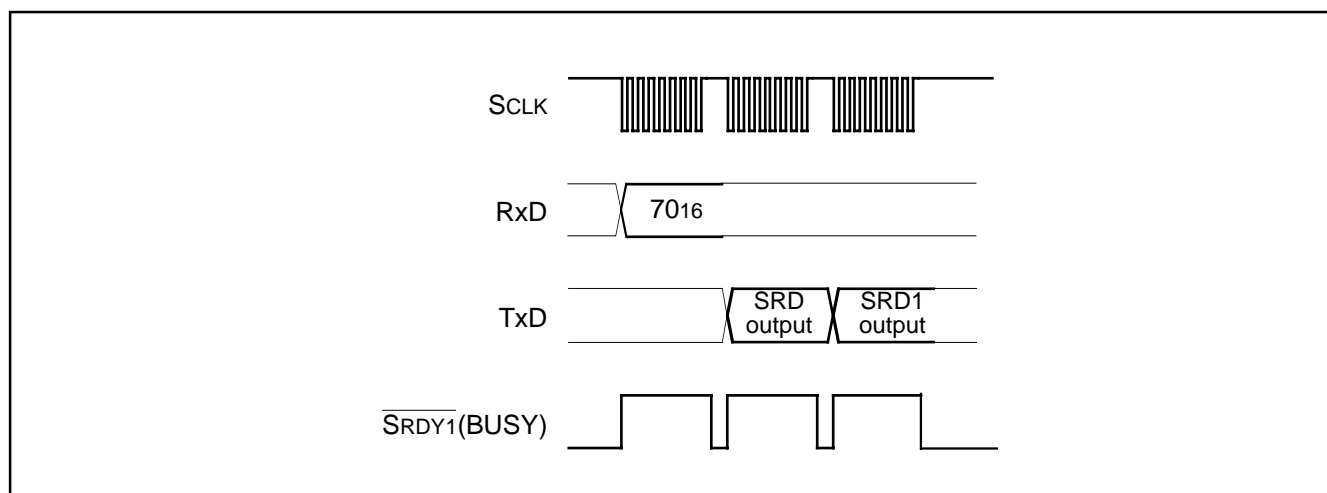 SCLK
RxD
7016
TxD
SRD
output
SRD1
output
SRDY1(BUSY)